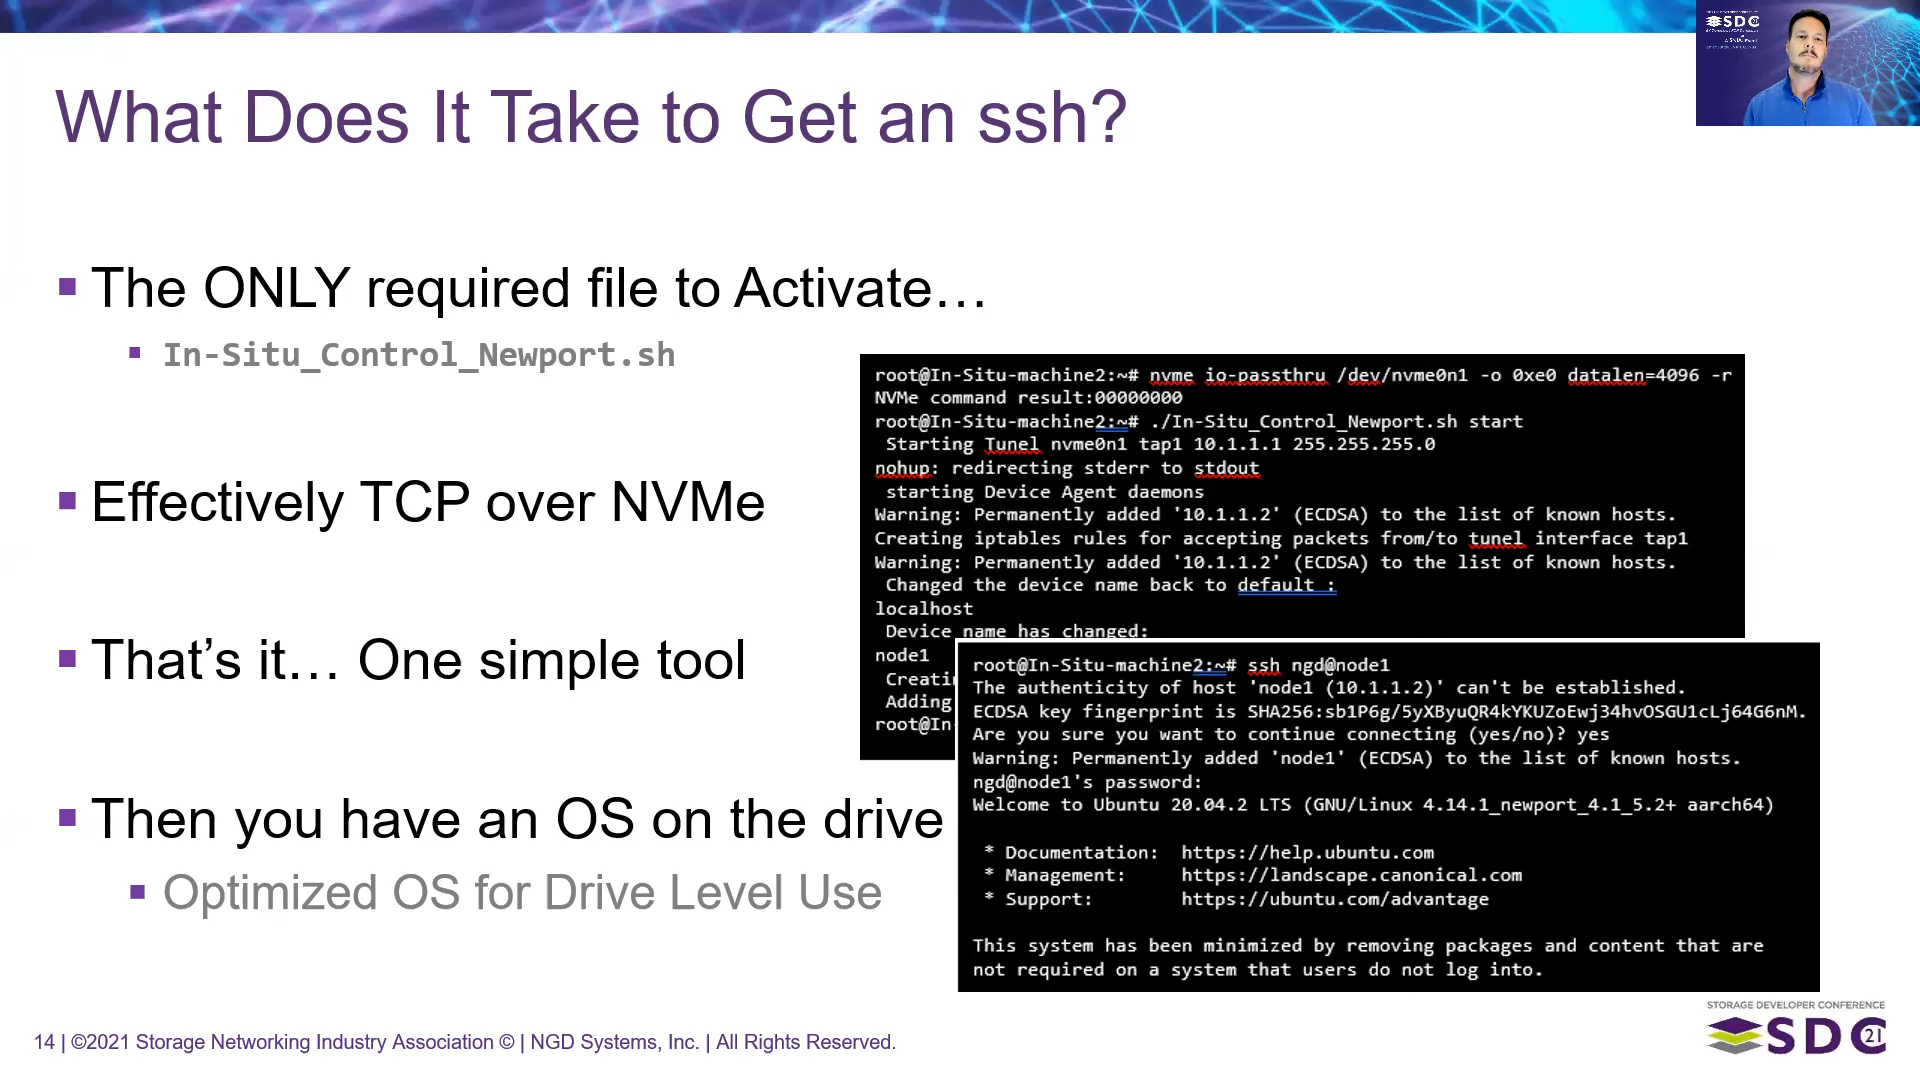 SDC
What Does It Take to Get an ssh?
▪ The ONLY required file to Activate…
▪ In-Situ_Control_Newport.sh
▪ Effectively TCP over NVMe
▪ That’s it… One simple tool
▪ Then you have an OS on the drive
▪ Optimized OS for Drive Level Use
root@In-Situ-machine2:~# nvme io-passthru /dev/nvme0n1 -o 0xe0 datalen=4096 -r
NVMe command result:00000000
root@In-Situ-machine2:~# ./In-Situ_Control_Newport.sh start
Starting Tunel nvme0n1 tap1 10.1.1.1 255.255.255.0
nohup: redirecting stderr to stdout
starting Device Agent daemons
Warning: Permanently added '10.1.1.2' (ECDSA) to the list of known hosts.
Creating iptables rules for accepting packets from/to tunel interface tap1
Warning: Permanently added '10.1.1.2' (ECDSA) to the list of known hosts.
Changed the device name back to default :
localhost
Device name has changed:
node1
Creati
Adding
root@In
root@In-Situ-machine2:~# ssh ngd@node1
The authenticity of host 'node1 (10.1.1.2)' can't be established.
ECDSA key fingerprint is SHA256:sb1P6g/5yXByuQR4kYKUZoEwj34hvOSGU1cLj64G6nM.
Are you sure you want to continue connecting (yes/no)? yes
Warning: Permanently added 'node1' (ECDSA) to the list of known hosts.
ngd@node1's password:
Welcome to Ubuntu 20.04.2 LTS (GNU/Linux 4.14.1_newport_4.1_5.2+ aarch64)
* Documentation: https://help.ubuntu.com
* Management: https://landscape.canonical.com
* Support: https://ubuntu.com/advantage
This system has been minimized by removing packages and content that are
not required on a system that users do not log into.
14 | ©2021 Storage Networking Industry Association © | NGD Systems, Inc. | All Rights Reserved.
STORAGE DEVELOPER CONFERENCE
SDC 21